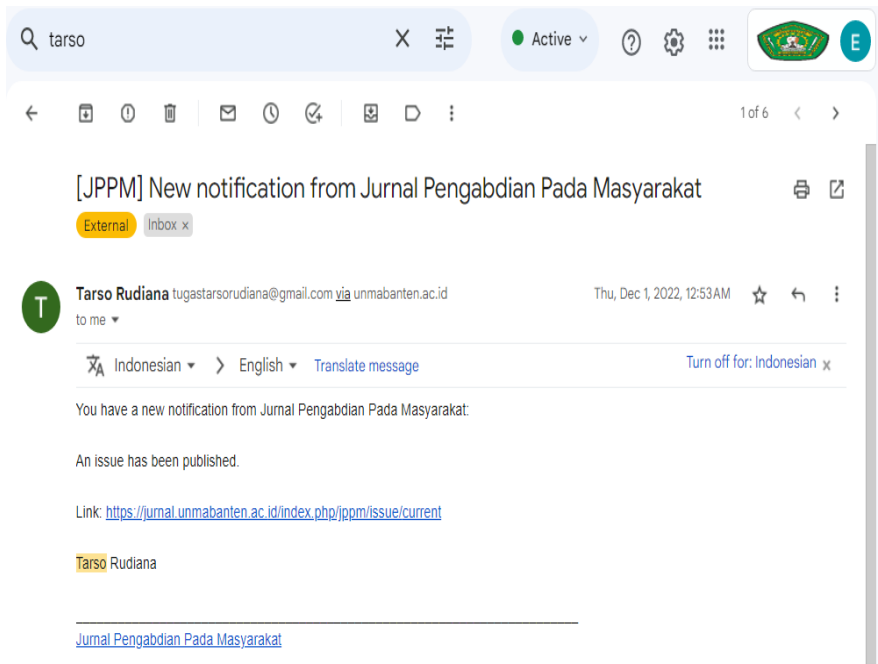 tarso
Active
E
1 of 6
[JPPM] New notification from Jurnal Pengabdian Pada Masyarakat
External Inbox x
T
Tarso Rudiana tugastarsorudiana@gmail.com via unmabanten.ac.id Thu, Dec 1, 2022, 12:53 AM
to me
Indonesian English Translate message Turn off for: Indonesian x
You have a new notification from Jurnal Pengabdian Pada Masyarakat:
An issue has been published.
Link: https://jurnal.unmabanten.ac.id/index.php/jppm/issue/current
Tarso Rudiana
Jurnal Pengabdian Pada Masyarakat